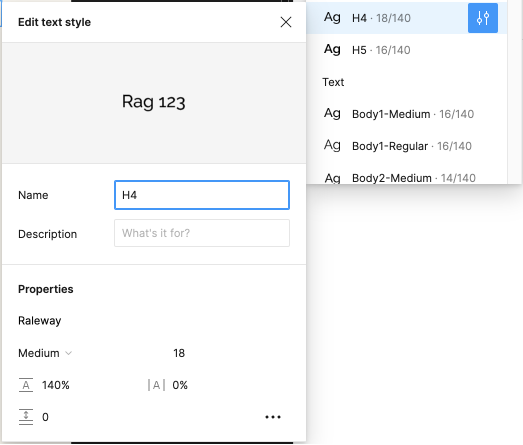 Edit text style
Rag 123
Name
H4
Description
What's it for?
Properties
Raleway
Medium
18
A 140%
|A| 0%
0
Ag H4 · 18/140
Ag H5 · 16/140
Text
Ag Body1-Medium · 16/140
Ag Body1-Regular · 16/140
Ag Body2-Medium · 14/140